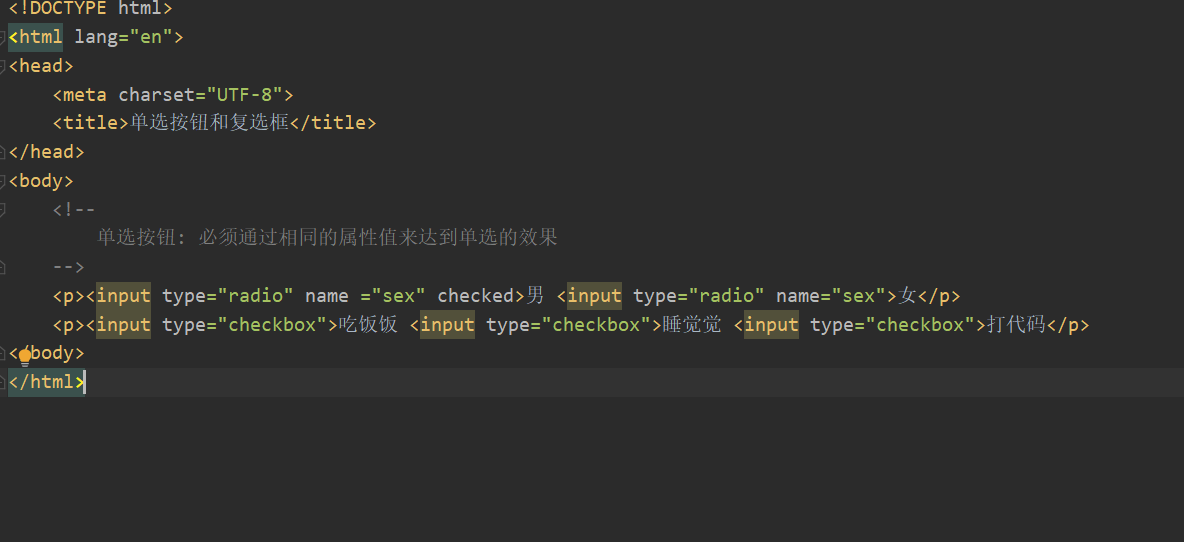 <!DOCTYPE html>
<html lang="en">
<head>
    <meta charset="UTF-8">
    <title>单选按钮和复选框</title>
</head>
<body>
    <!--
        单选按钮: 必须通过相同的属性值来达到单选的效果
    -->
    <p><input type="radio" name ="sex" checked>男 <input type="radio" name="sex">女</p>
    <p><input type="checkbox">吃饭饭 <input type="checkbox">睡觉觉 <input type="checkbox">打代码</p>
</body>
</html>